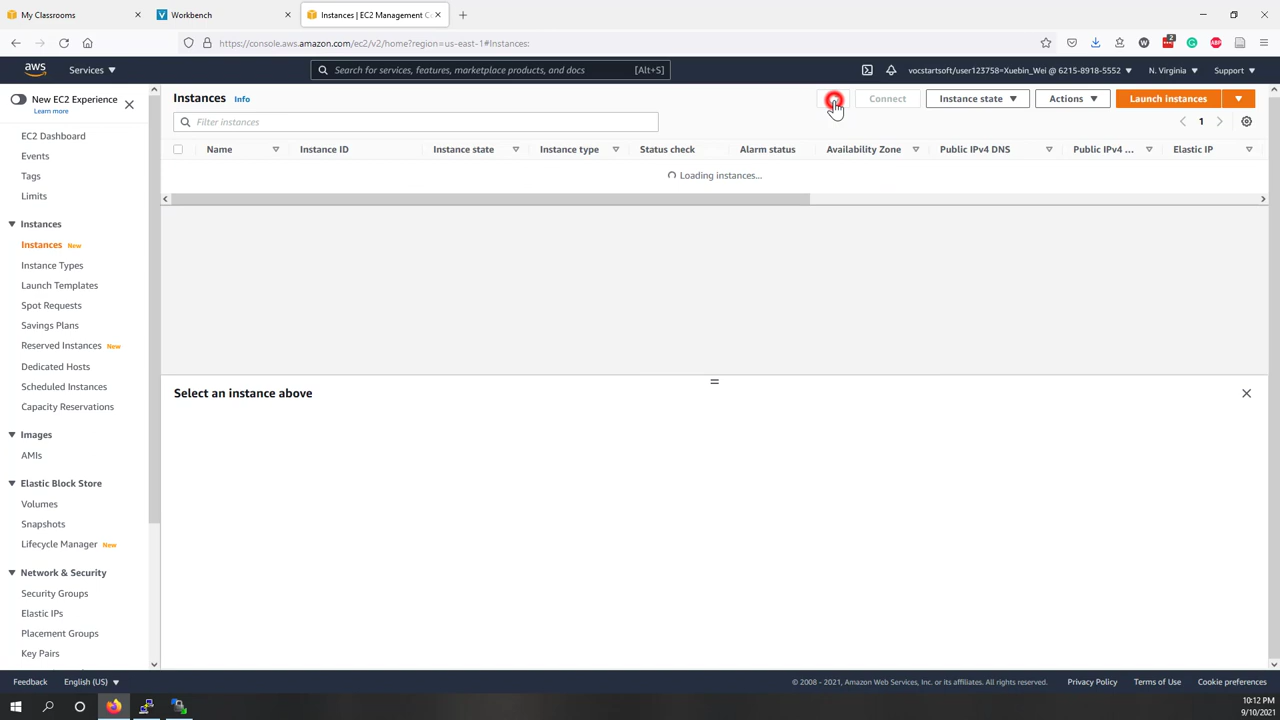 My Classrooms
Workbench
Instances | EC2 Management C
https://console.aws.amazon.com/ec2/v2/home?region=us-east-1#Instances:
2
W
G
ABP
aws
Services
Search for services, features, marketplace products, and docs
[Alt+S]
vocstartsoft/user123758=Xuebin_Wei @ 6215-8918-5552
N. Virginia
Support
New EC2 Experience
Learn more
EC2 Dashboard
Events
Tags
Limits
Instances
Instances New
Instance Types
Launch Templates
Spot Requests
Savings Plans
Reserved Instances New
Dedicated Hosts
Scheduled Instances
Capacity Reservations
Images
AMIs
Elastic Block Store
Volumes
Snapshots
Lifecycle Manager New
Network & Security
Security Groups
Elastic IPs
Placement Groups
Key Pairs
Instances Info
Connect
Instance state
Actions
Launch instances
Filter instances
1
Name
Instance ID
Instance state
Instance type
Status check
Alarm status
Availability Zone
Public IPv4 DNS
Public IPv4 ...
Elastic IP
Loading instances...
Select an instance above
Feedback
English (US)
© 2008 - 2021, Amazon Web Services, Inc. or its affiliates. All rights reserved.
Privacy Policy
Terms of Use
Cookie preferences
10:12 PM
9/10/2021